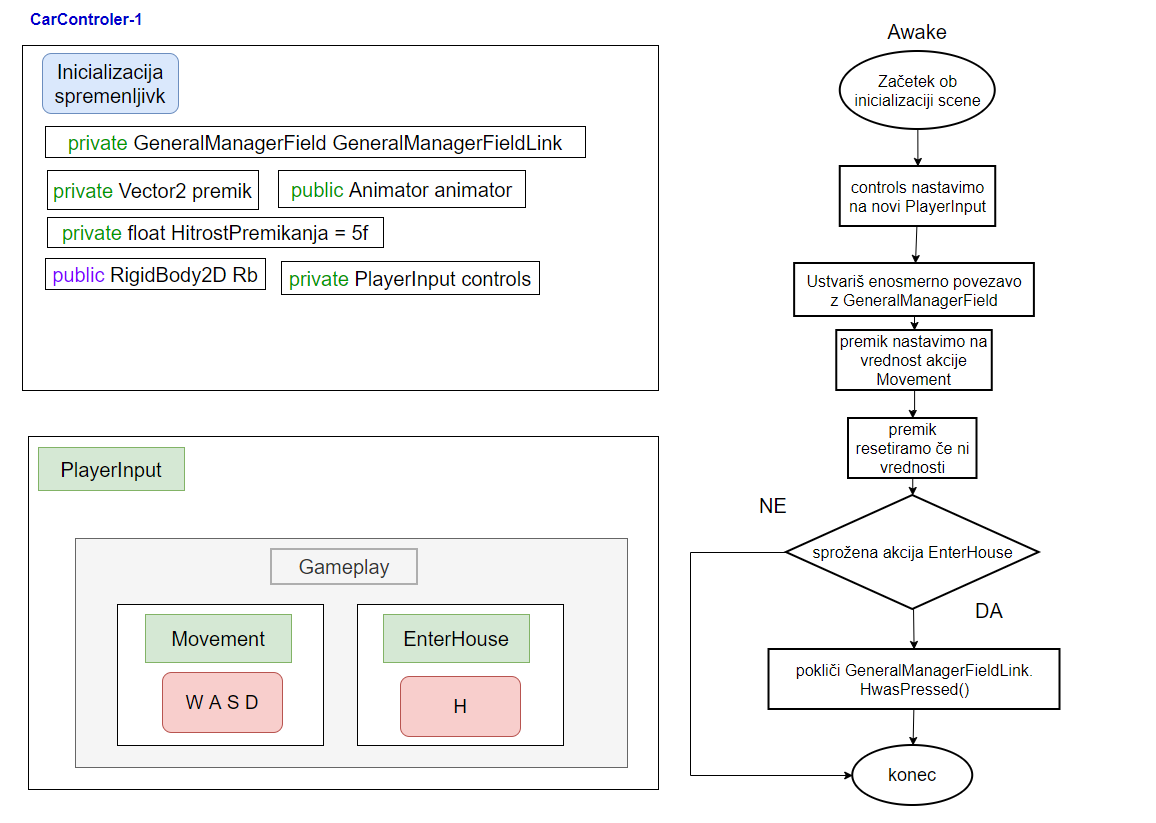 CarControler-1
Inicializacija
spremenljivk
private GeneralManagerField GeneralManagerFieldLink
private Vector2 premik
public Animator animator
private float HitrostPremikanja = 5f
public RigidBody2D Rb
private PlayerInput controls
PlayerInput
Gameplay
Movement
W A S D
EnterHouse
H
Awake
Začetek ob
inicializaciji scene
controls nastavimo
na novi PlayerInput
Ustvariš enosmerno povezavo
z GeneralManagerField
premik nastavimo na
vrednost akcije
Movement
premik
resetiramo če ni
vrednosti
NE
sprožena akcija EnterHouse
DA
pokliči GeneralManagerFieldLink.
HwasPressed()
konec